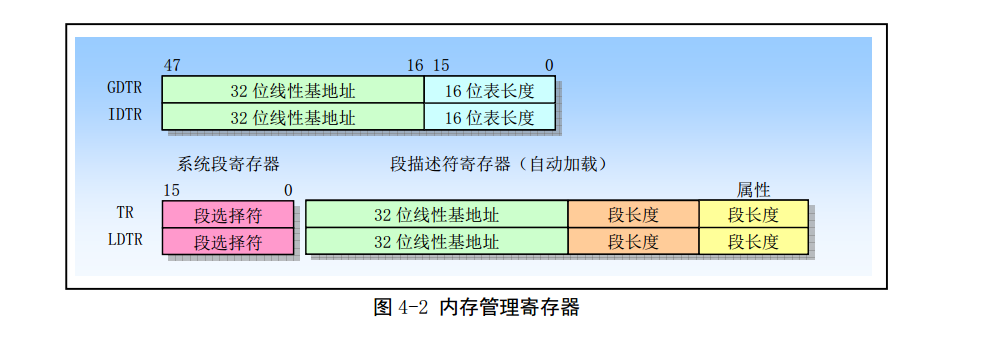 47 16 15 0
GDTR 32 位线性基地址 16 位表长度
IDTR 32 位线性基地址 16 位表长度
系统段寄存器 段描述符寄存器（自动加载）
15 0 属性
TR 段选择符 32 位线性基地址 段长度 段长度
LDTR 段选择符 32 位线性基地址 段长度 段长度
图 4-2 内存管理寄存器